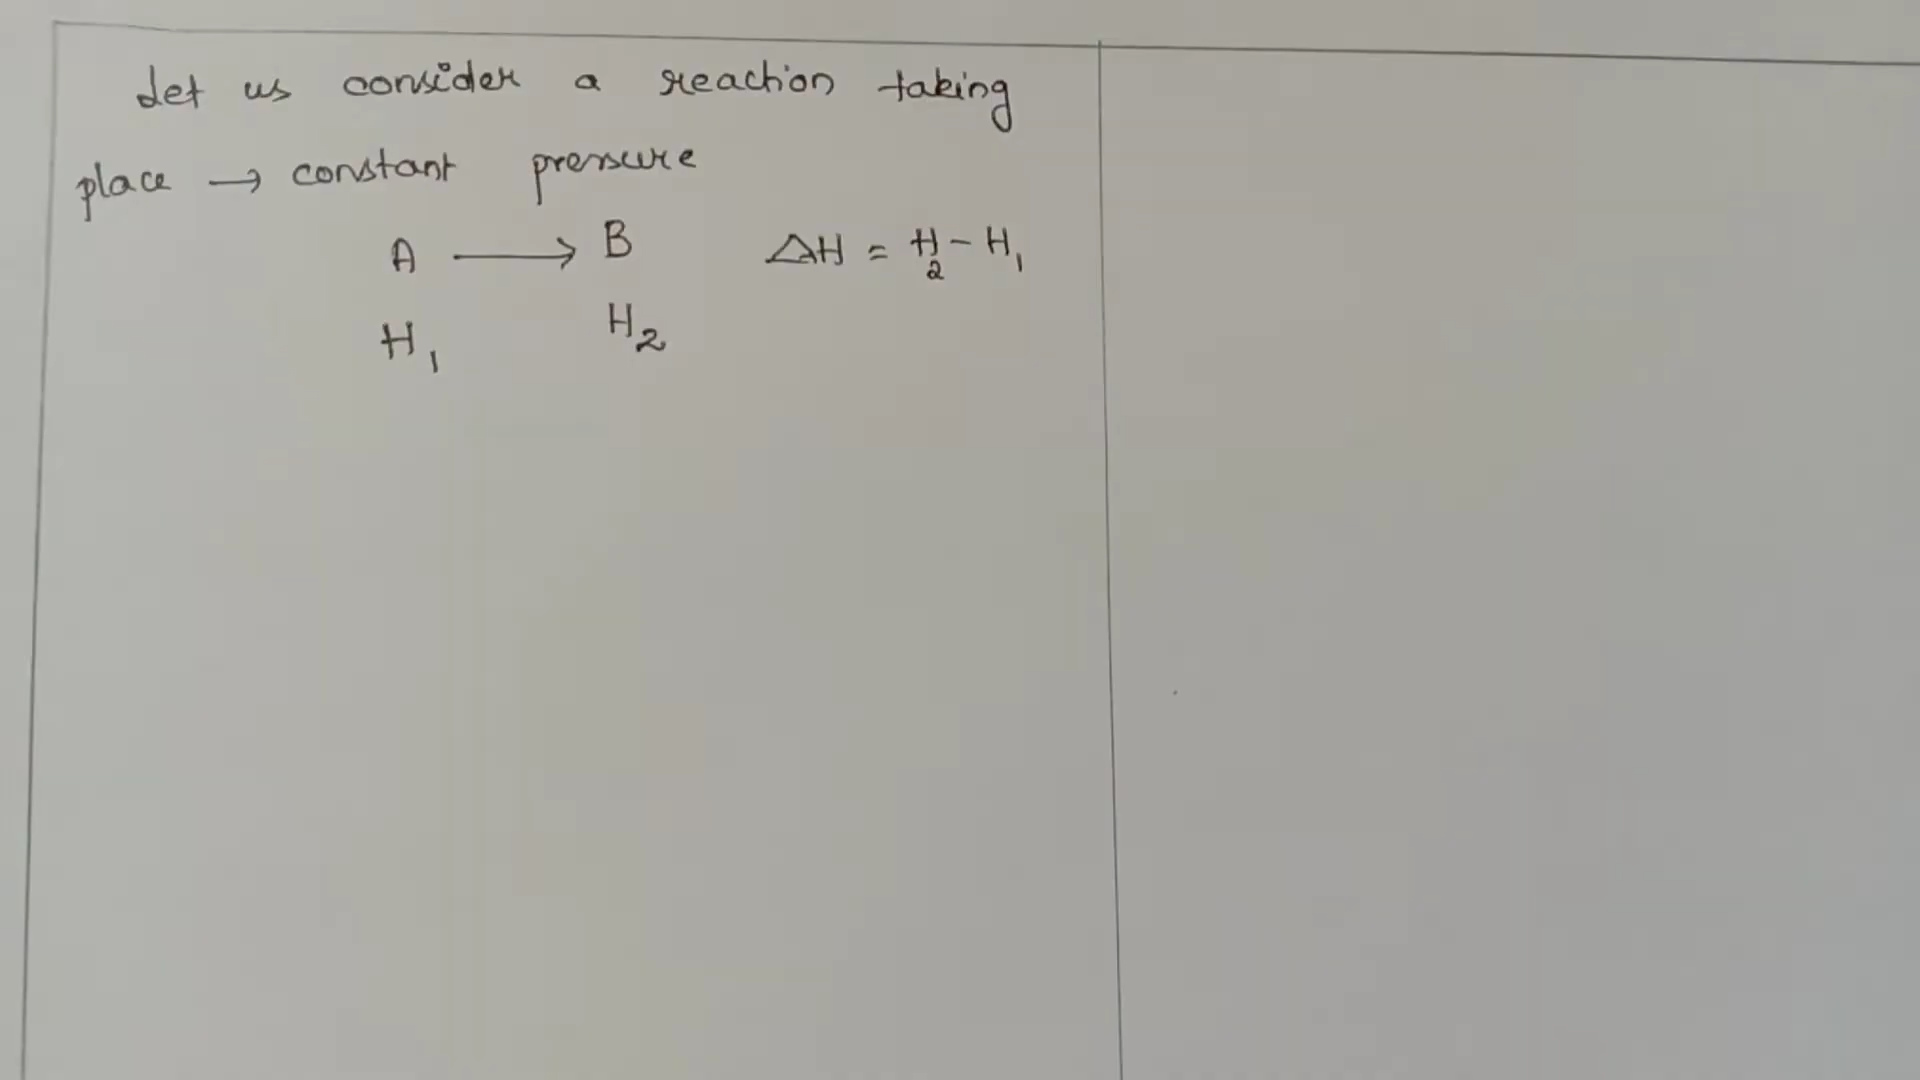 Let us consider a reaction taking
place → constant pressure
A ⟶ B ΔH = H₂ - H₁
H₁ H₂